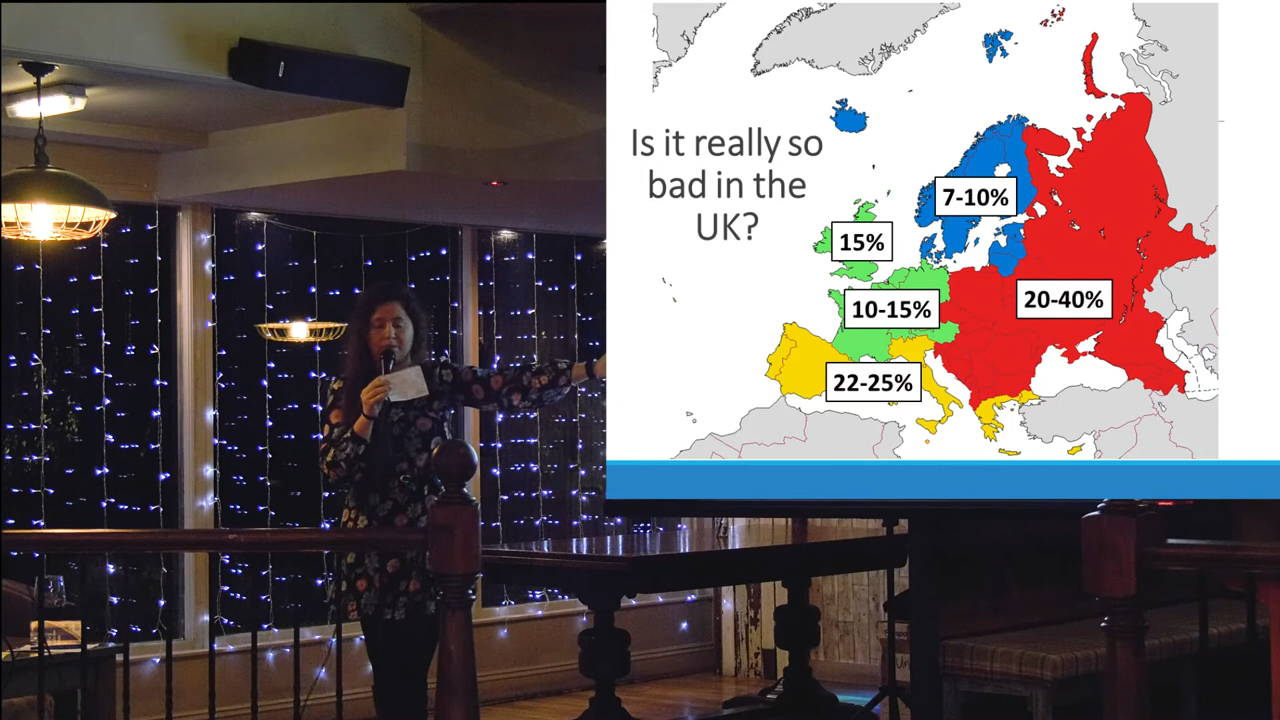 Is it really so
bad in the
UK?
7-10%
15%
20-40%
10-15%
22-25%